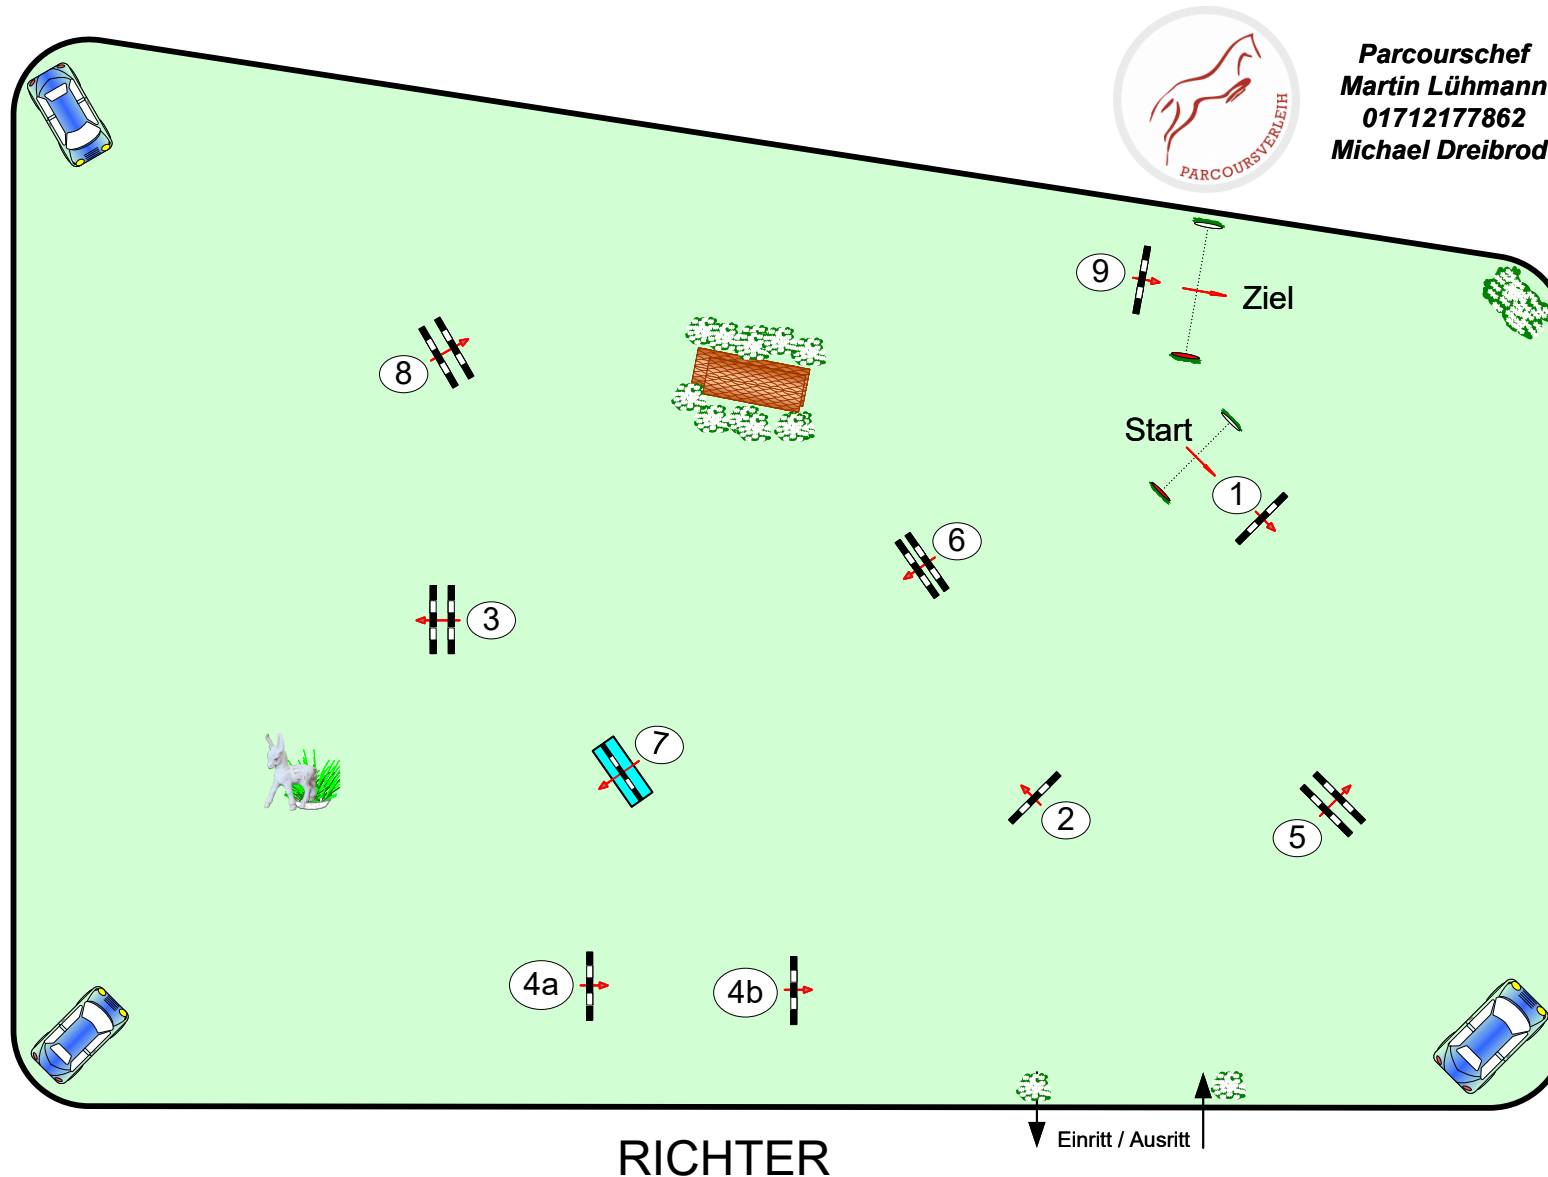 Parcourschef
Martin Lühmann
01712177862
Michael Dreibrod
PARCOURSVERLEIH
9
Ziel
8
Start
1
6
3
7
2
5
4a
4b
Einritt / Ausritt
RICHTER